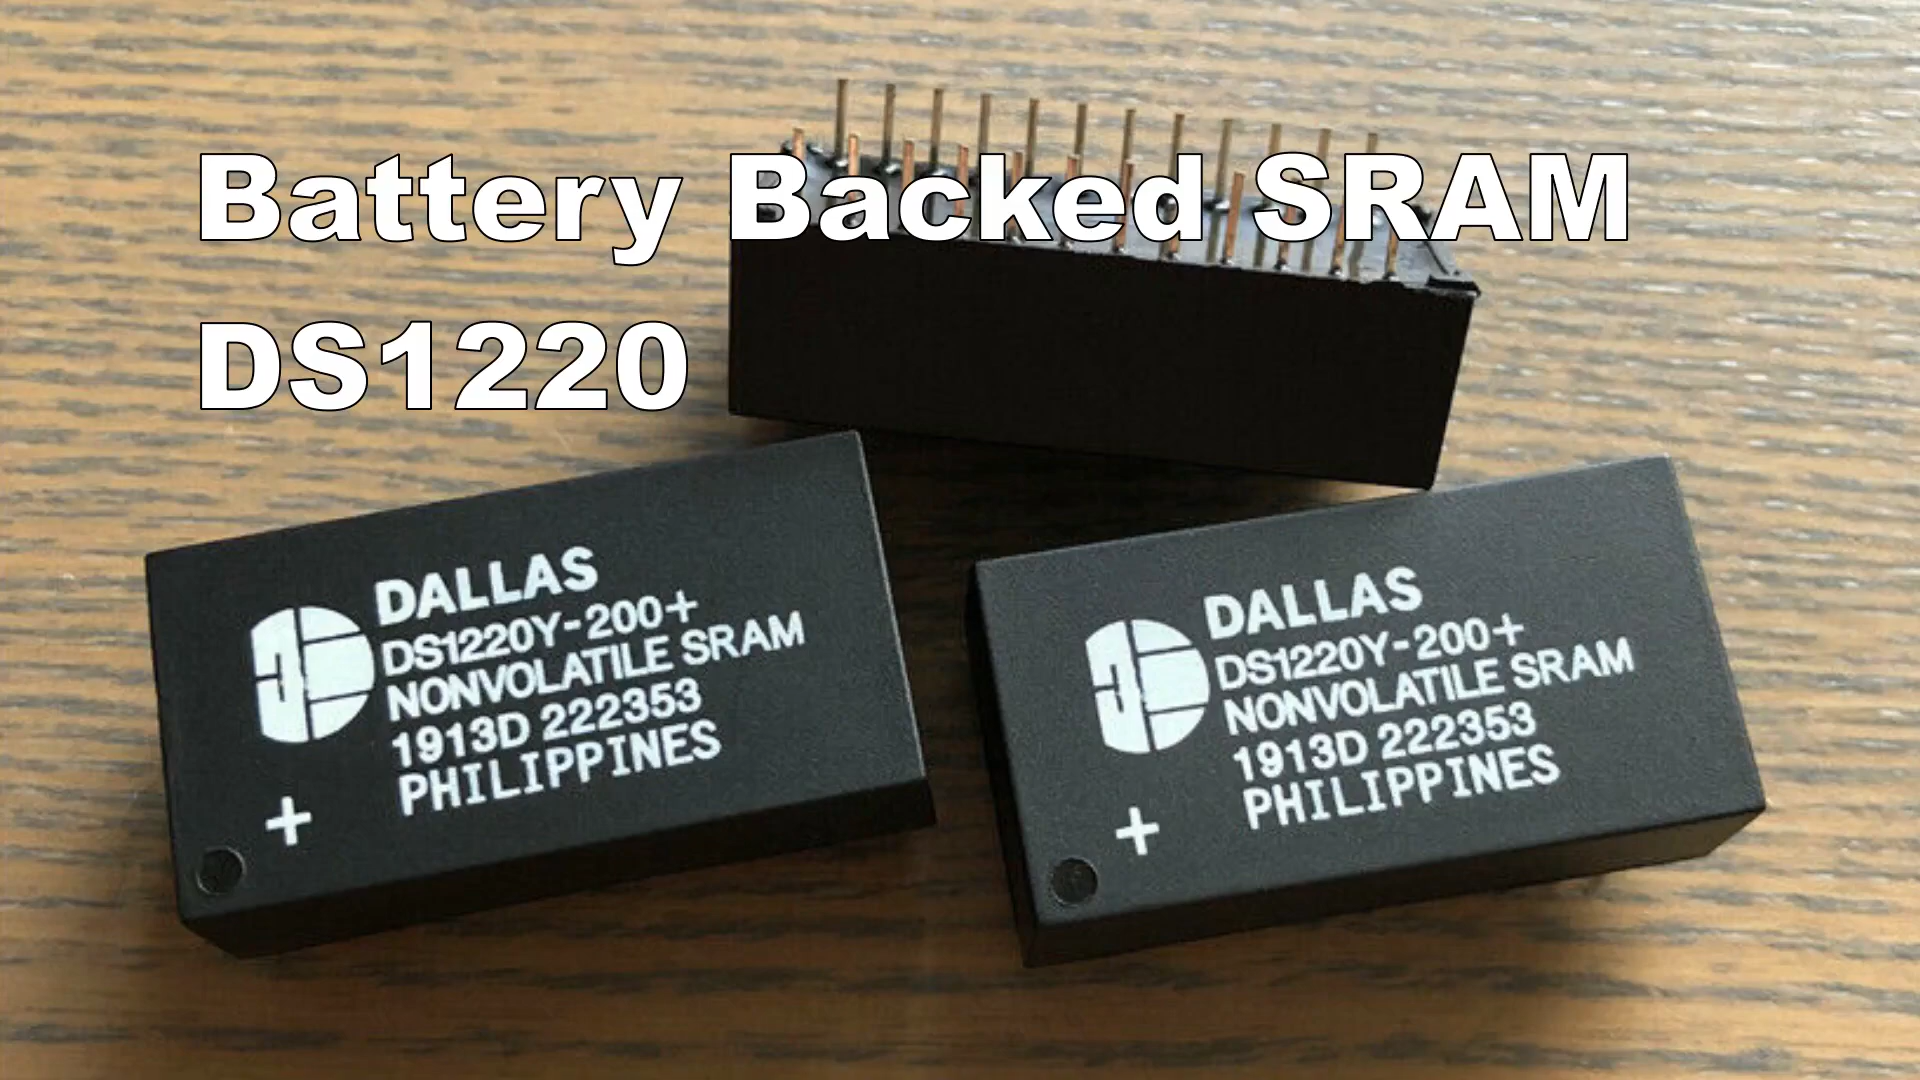 Battery Backed SRAM
DS1220
DALLAS
DS1220Y-200+
NONVOLATILE SRAM
1913D 222353
PHILIPPINES
+
DALLAS
DS1220Y-200+
NONVOLATILE SRAM
1913D 222353
PHILIPPINES
+